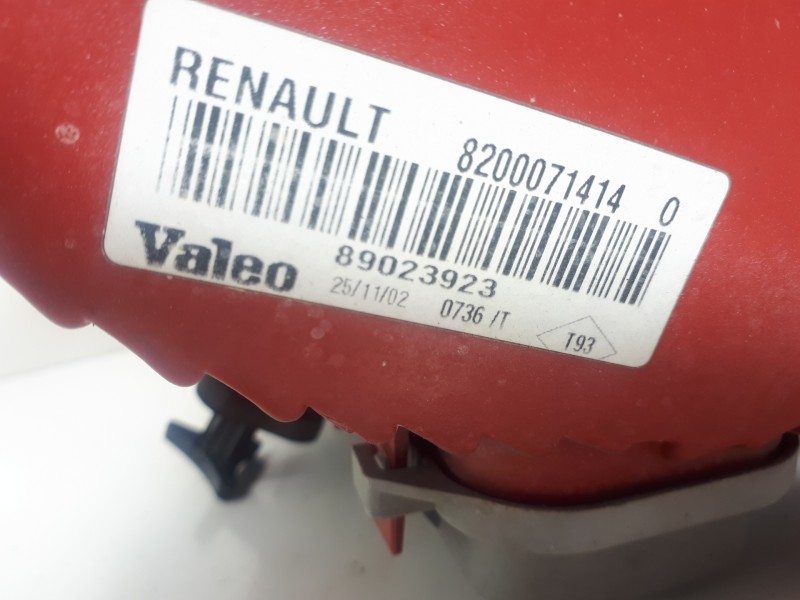 RENAULT 8200071414 0
Valeo 89023923
25/11/02 0736 /T T93